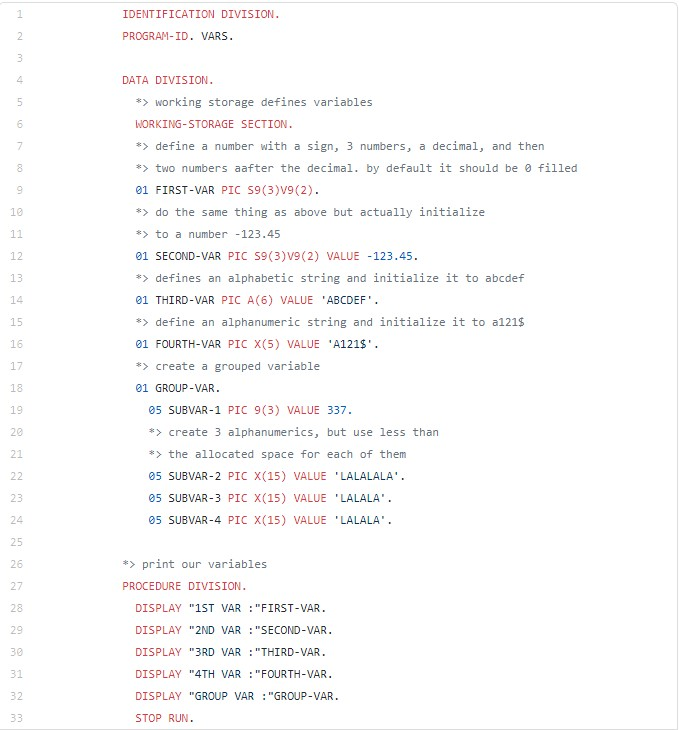 1 IDENTIFICATION DIVISION.
2 PROGRAM-ID. VARS.
3
4 DATA DIVISION.
5 *> working storage defines variables
6 WORKING-STORAGE SECTION.
7 *> define a number with a sign, 3 numbers, a decimal, and then
8 *> two numbers aafter the decimal. by default it should be 0 filled
9 01 FIRST-VAR PIC S9(3)V9(2).
10 *> do the same thing as above but actually initialize
11 *> to a number -123.45
12 01 SECOND-VAR PIC S9(3)V9(2) VALUE -123.45.
13 *> defines an alphabetic string and initialize it to abcdef
14 01 THIRD-VAR PIC A(6) VALUE 'ABCDEF'.
15 *> define an alphanumeric string and initialize it to a121$
16 01 FOURTH-VAR PIC X(5) VALUE 'A121$'.
17 *> create a grouped variable
18 01 GROUP-VAR.
19 05 SUBVAR-1 PIC 9(3) VALUE 337.
20 *> create 3 alphanumerics, but use less than
21 *> the allocated space for each of them
22 05 SUBVAR-2 PIC X(15) VALUE 'LALALALA'.
23 05 SUBVAR-3 PIC X(15) VALUE 'LALALA'.
24 05 SUBVAR-4 PIC X(15) VALUE 'LALALA'.
25
26 *> print our variables
27 PROCEDURE DIVISION.
28 DISPLAY "1ST VAR :"FIRST-VAR.
29 DISPLAY "2ND VAR :"SECOND-VAR.
30 DISPLAY "3RD VAR :"THIRD-VAR.
31 DISPLAY "4TH VAR :"FOURTH-VAR.
32 DISPLAY "GROUP VAR :"GROUP-VAR.
33 STOP RUN.